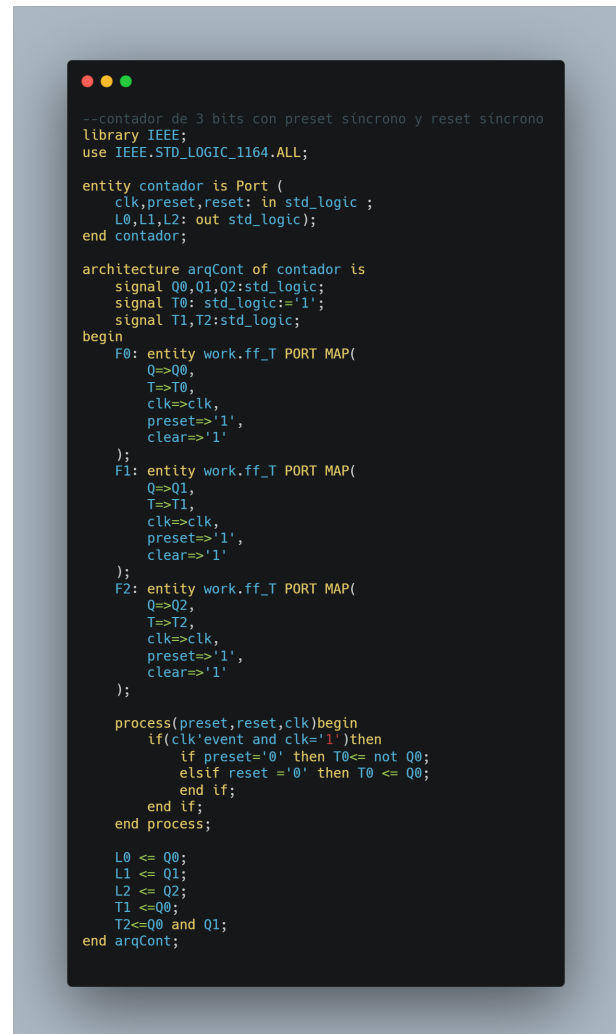 --contador de 3 bits con preset síncrono y reset síncrono
library IEEE;
use IEEE.STD_LOGIC_1164.ALL;

entity contador is Port (
    clk,preset,reset: in std_logic ;
    L0,L1,L2: out std_logic);
end contador;

architecture arqCont of contador is
    signal Q0,Q1,Q2:std_logic;
    signal T0: std_logic:='1';
    signal T1,T2:std_logic;
begin
    F0: entity work.ff_T PORT MAP(
        Q=>Q0,
        T=>T0,
        clk=>clk,
        preset=>'1',
        clear=>'1'
    );
    F1: entity work.ff_T PORT MAP(
        Q=>Q1,
        T=>T1,
        clk=>clk,
        preset=>'1',
        clear=>'1'
    );
    F2: entity work.ff_T PORT MAP(
        Q=>Q2,
        T=>T2,
        clk=>clk,
        preset=>'1',
        clear=>'1'
    );

    process(preset,reset,clk)begin
        if(clk'event and clk='1')then
            if preset='0' then T0<= not Q0;
            elsif reset ='0' then T0 <= Q0;
            end if;
        end if;
    end process;

    L0 <= Q0;
    L1 <= Q1;
    L2 <= Q2;
    T1 <=Q0;
    T2<=Q0 and Q1;
end arqCont;